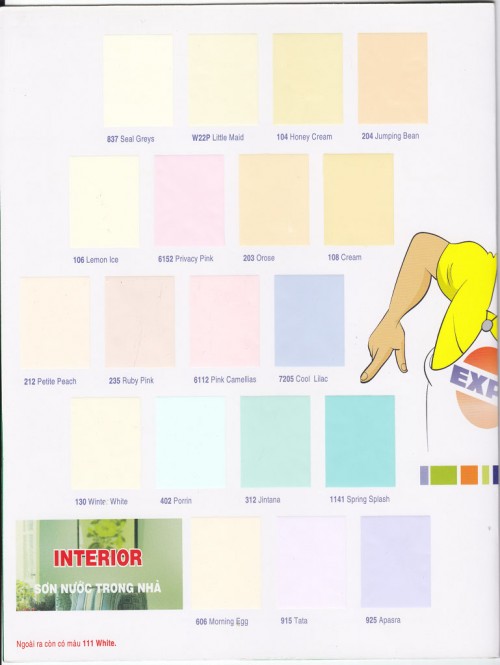 837 Seal Greys
W22P Little Maid
104 Honey Cream
204 Jumping Bean
106 Lemon Ice
6152 Privacy Pink
203 Orose
108 Cream
212 Petite Peach
235 Ruby Pink
6112 Pink Camellias
7205 Cool Lilac
EXP
130 Winter White
402 Porrin
312 Jintana
1141 Spring Splash
INTERIOR
SƠN NƯỚC TRONG NHÀ
606 Morning Egg
915 Tata
925 Apasra
Ngoài ra còn có màu 111 White.